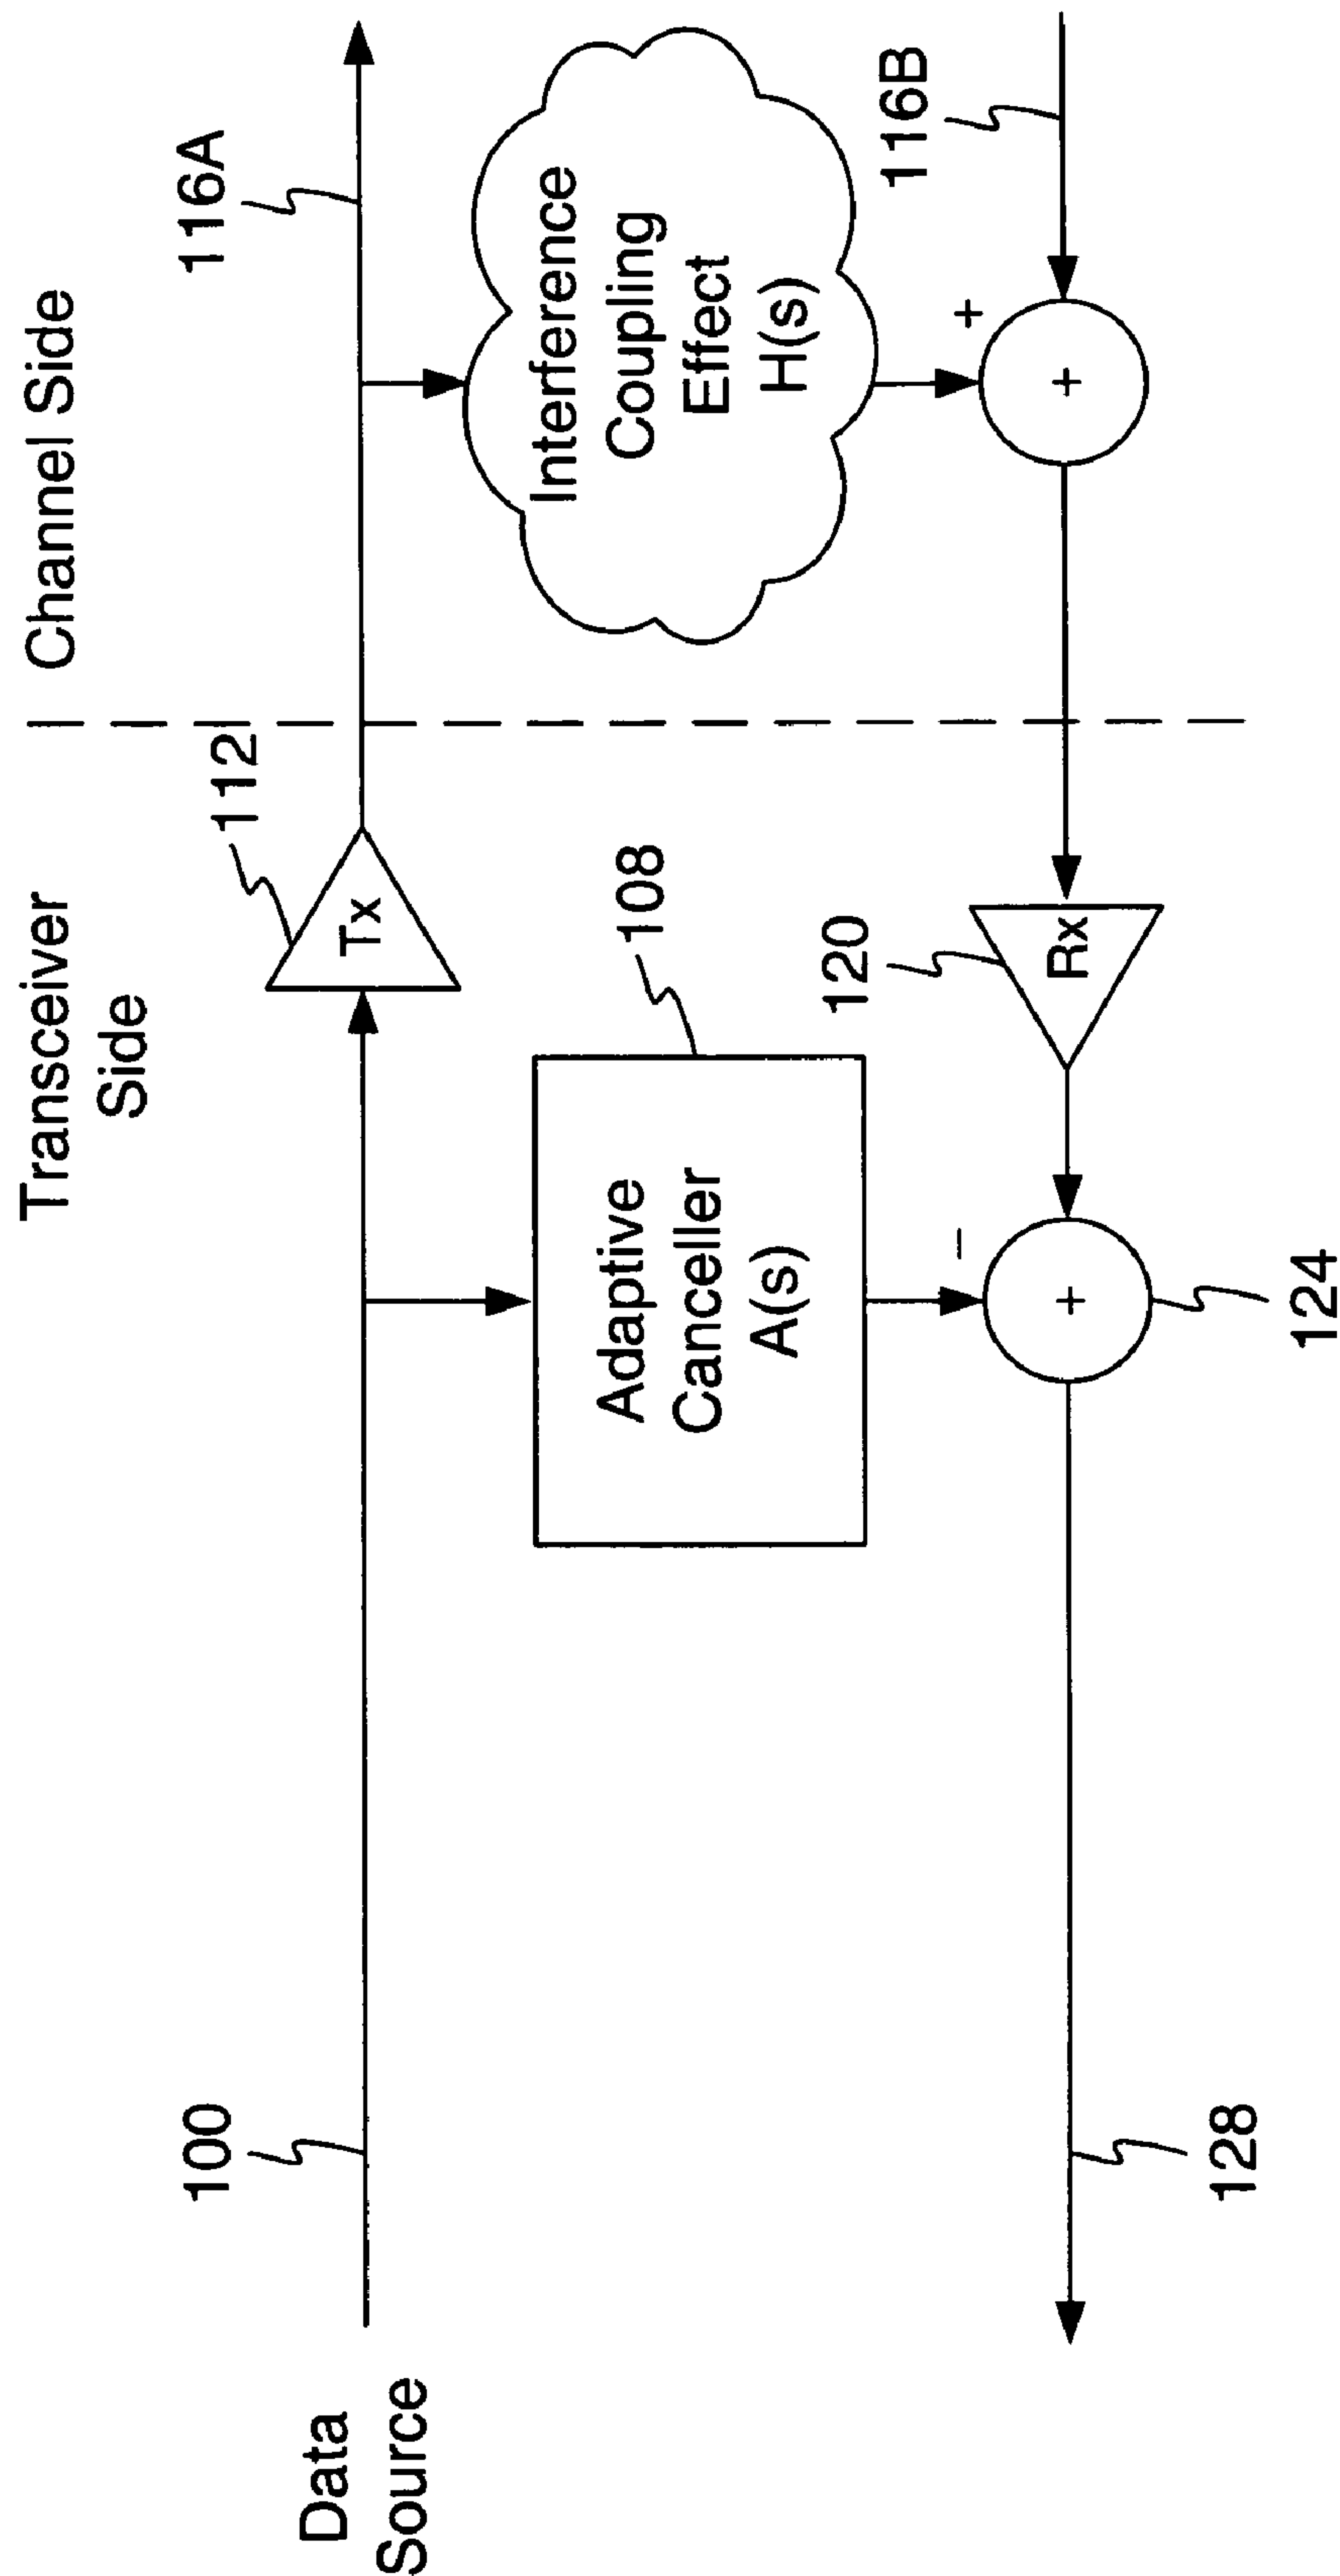 Transceiver
Side
Channel Side
100
112
116A
Data
Source
Tx
108
Adaptive
Canceller
A(s)
Interference
Coupling
Effect
H(s)
120
116B
−
+
+
Rx
+
128
124